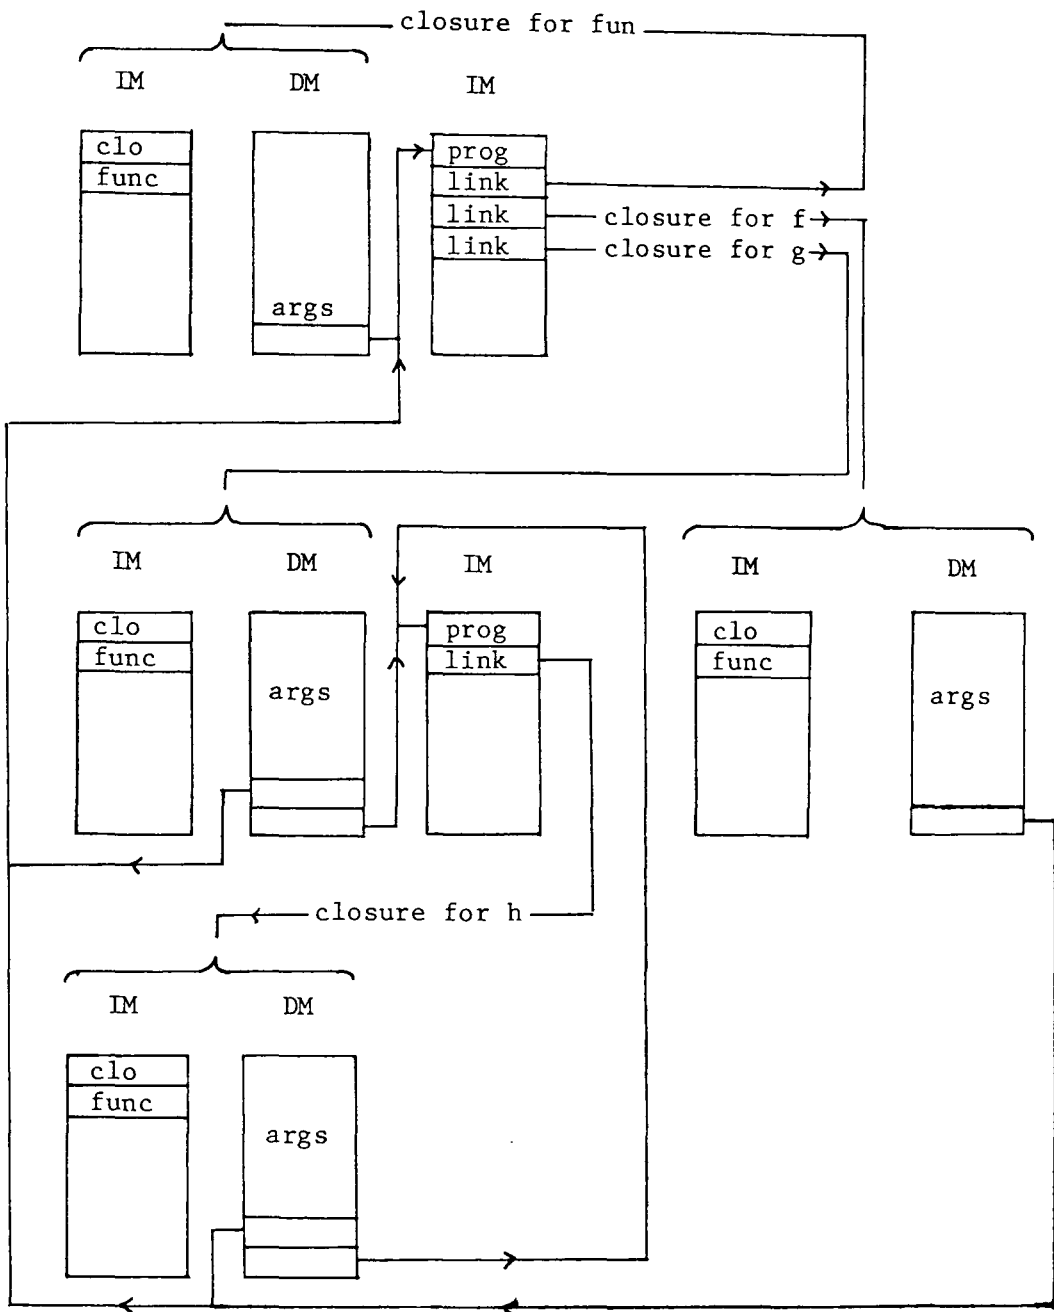 closure for fun
IM DM IM
clo
func
args
prog
link
link
link
closure for f
closure for g
IM DM IM
clo
func
args
prog
link
IM DM
clo
func
args
closure for h
IM DM
clo
func
args